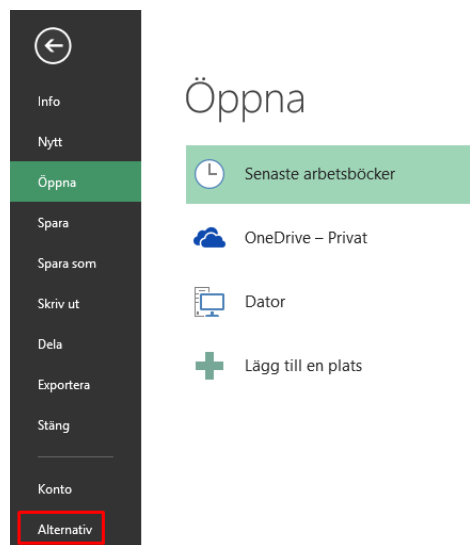 Info
Nytt
Öppna
Spara
Spara som
Skriv ut
Dela
Exportera
Stäng
Konto
Alternativ
Öppna
Senaste arbetsböcker
OneDrive – Privat
Dator
Lägg till en plats